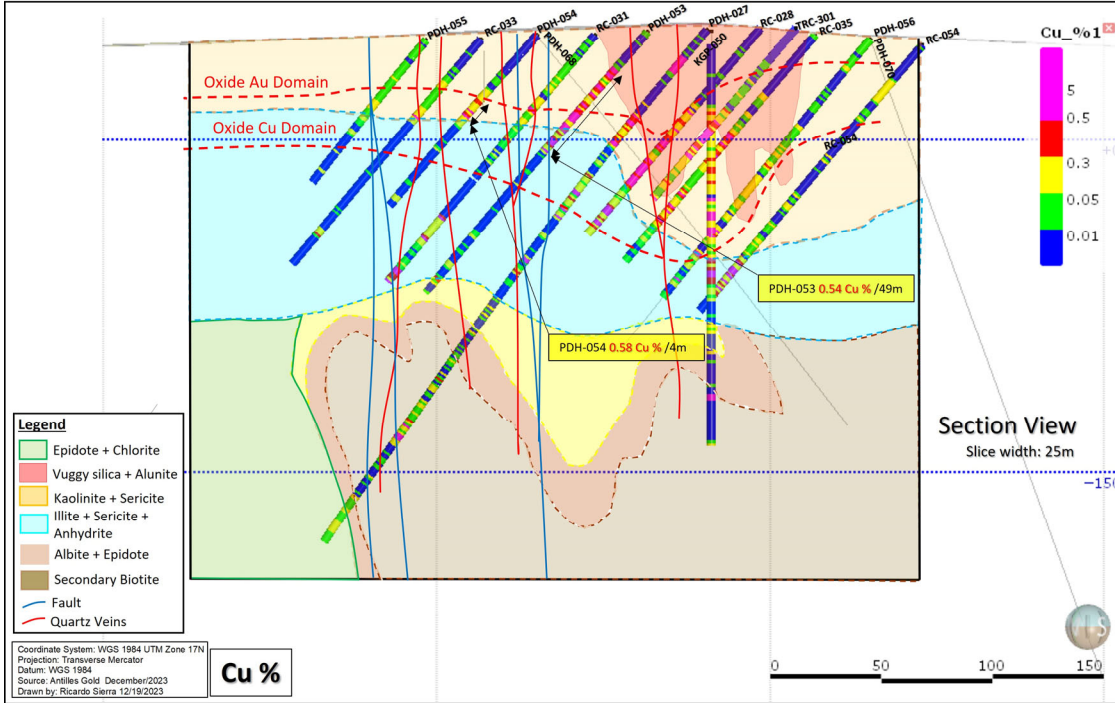 PDH-055
RC-033
PDH-054
PDH-068
RC-031
PDH-053
PDH-027
KGP-050
RC-028
TRC-301
RC-035
PDH-056
PDH-070
RC-054
Cu_%1
5
0.5
0.3
0.05
0.01
Oxide Au Domain
Oxide Cu Domain
RC-054
PDH-053 0.54 Cu % /49m
PDH-054 0.58 Cu % /4m
Section View
Slice width: 25m
-150
Legend
Epidote + Chlorite
Vuggy silica + Alunite
Kaolinite + Sericite
Illite + Sericite +
Anhydrite
Albite + Epidote
Secondary Biotite
Fault
Quartz Veins
Coordinate System: WGS 1984 UTM Zone 17N
Projection: Transverse Mercator
Datum: WGS 1984
Source: Antilles Gold December/2023
Drawn by: Ricardo Sierra 12/19/2023
Cu %
0 50 100 150